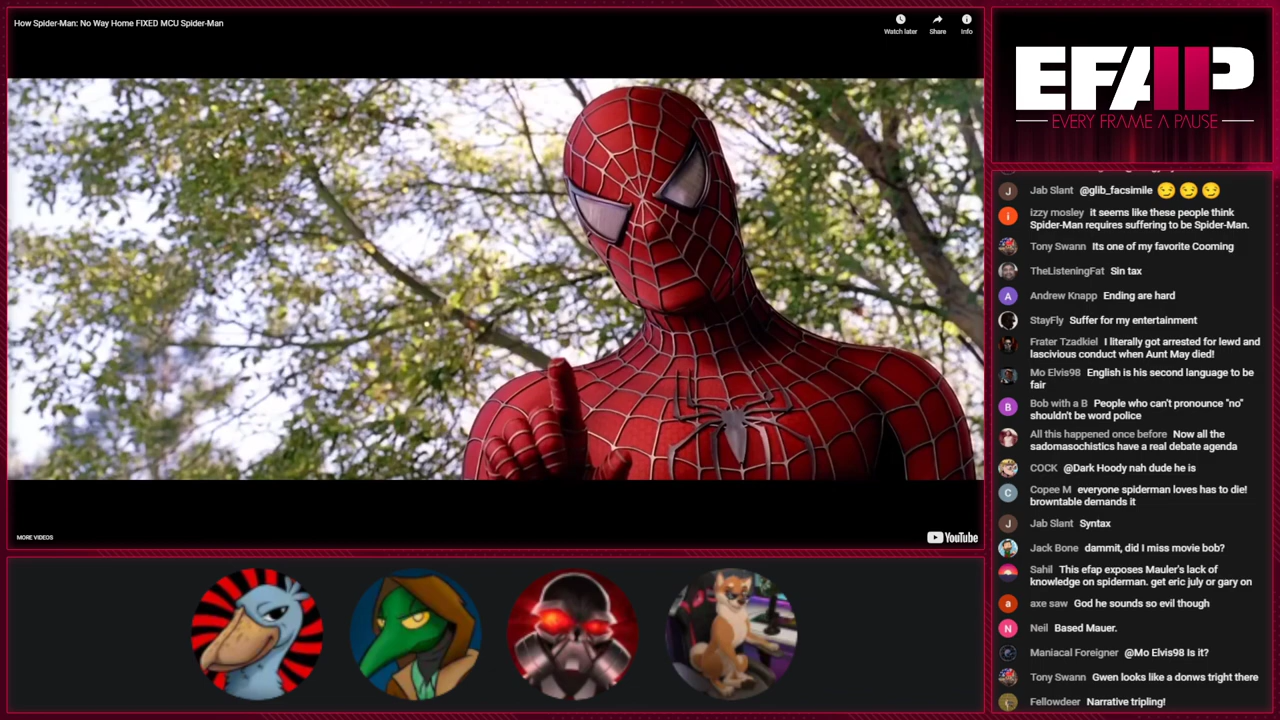 How Spider-Man: No Way Home FIXED MCU Spider-Man
Watch later
Share
Info
MORE VIDEOS
YouTube
EFAP
EVERY FRAME A PAUSE
Jab Slant @glib_facsimile 😏 😏 😏
izzy mosley it seems like these people think
Spider-Man requires suffering to be Spider-Man.
Tony Swann Its one of my favorite Cooming
TheListeningFat Sin tax
A Andrew Knapp Ending are hard
StayFly Suffer for my entertainment
Frater Tzadkiel I literally got arrested for lewd and
lascivious conduct when Aunt May died!
Mo Elvis98 English is his second language to be
fair
B Bob with a B People who can't pronounce "no"
shouldn't be word police
All this happened once before Now all the
sadomasochistics have a real debate agenda
COCK @Dark Hoody nah dude he is
C Copee M everyone spiderman loves has to die!
browntable demands it
J Jab Slant Syntax
Jack Bone dammit, did I miss movie bob?
Sahil This efap exposes Mauler's lack of
knowledge on spiderman. get eric july or gary on
a axe saw God he sounds so evil though
N Neil Based Mauer.
Maniacal Foreigner @Mo Elvis98 Is it?
Tony Swann Gwen looks like a donws tright there
Fellowdeer Narrative tripling!